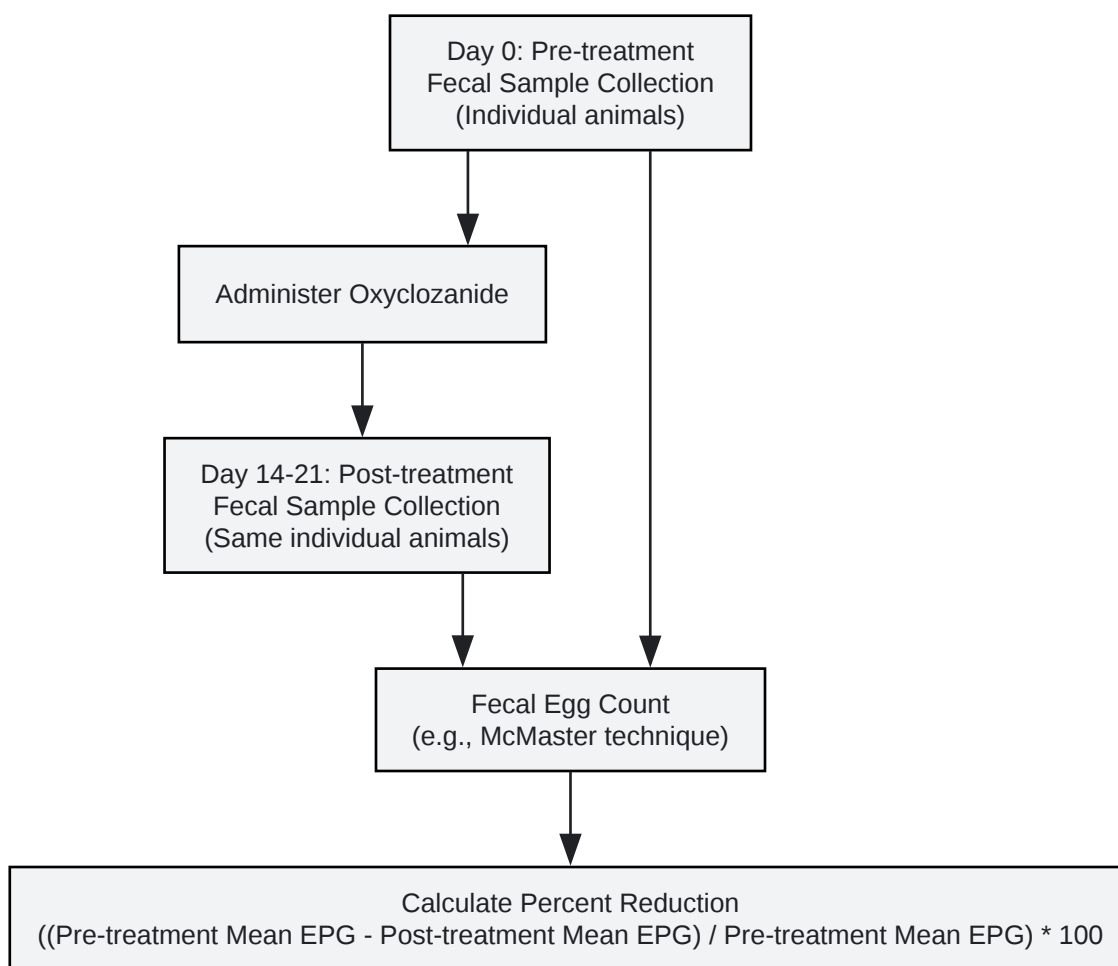 Day 0: Pre-treatment
Fecal Sample Collection
(Individual animals)
Administer Oxyclozanide
Day 14-21: Post-treatment
Fecal Sample Collection
(Same individual animals)
Fecal Egg Count
(e.g., McMaster technique)
Calculate Percent Reduction
((Pre-treatment Mean EPG - Post-treatment Mean EPG) / Pre-treatment Mean EPG) * 100